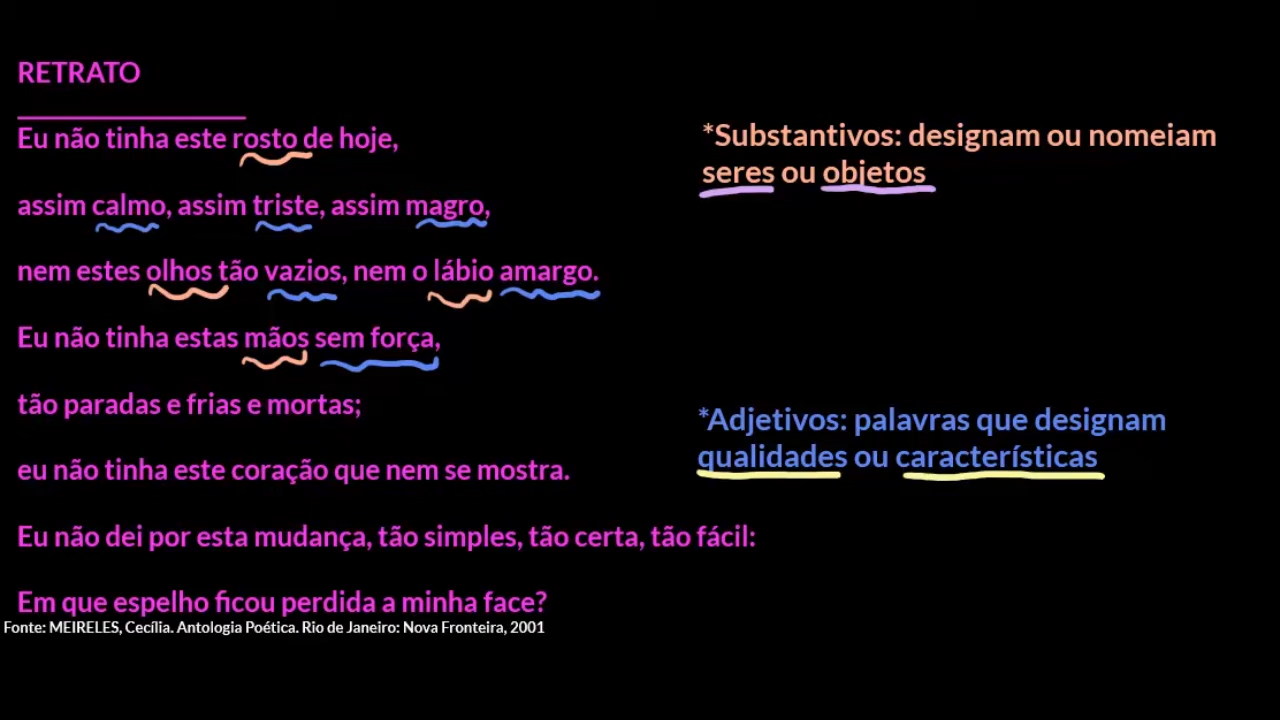 RETRATO
Eu não tinha este rosto de hoje,
assim calmo, assim triste, assim magro,
nem estes olhos tão vazios, nem o lábio amargo.
Eu não tinha estas mãos sem força,
tão paradas e frias e mortas;
eu não tinha este coração que nem se mostra.
Eu não dei por esta mudança, tão simples, tão certa, tão fácil:
Em que espelho ficou perdida a minha face?
Fonte: MEIRELES, Cecília. Antologia Poética. Rio de Janeiro: Nova Fronteira, 2001
*Substantivos: designam ou nomeiam
seres ou objetos
*Adjetivos: palavras que designam
qualidades ou características